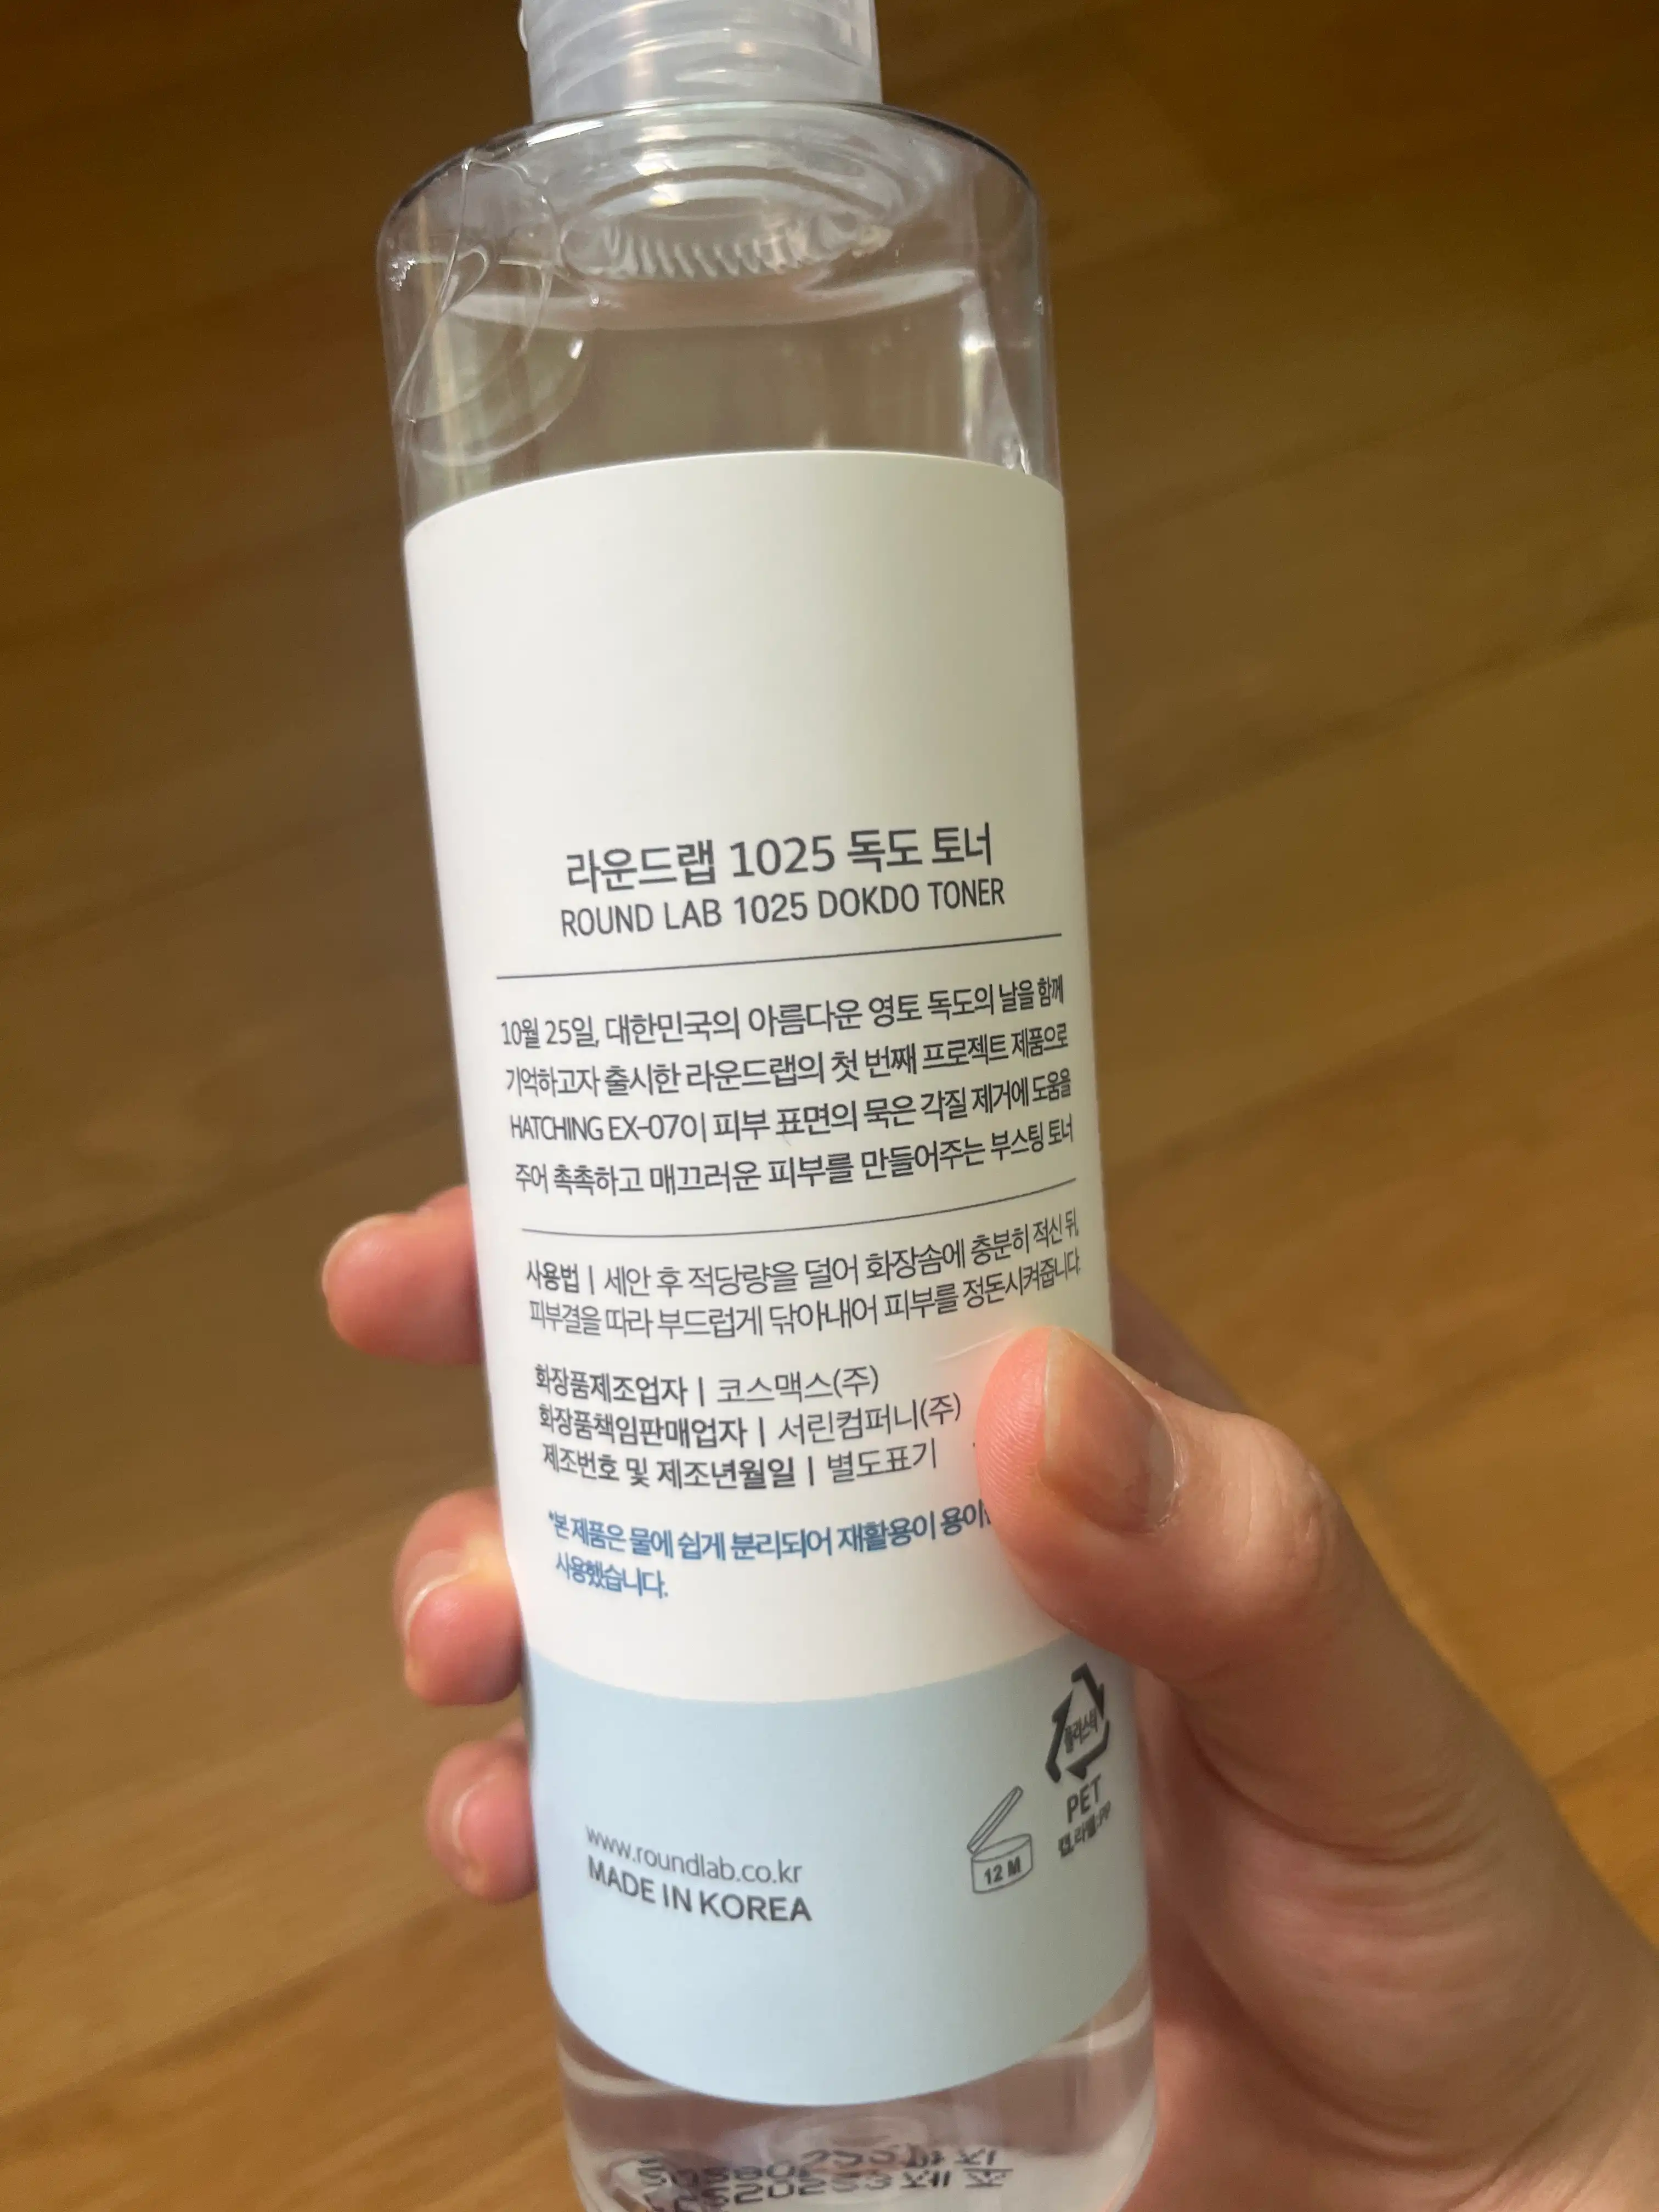 라운드랩 1025 독도 토너
ROUND LAB 1025 DOKDO TONER
10월 25일, 대한민국의 아름다운 영토 독도의 날을 함께
기억하고자 출시한 라운드랩의 첫 번째 프로젝트 제품으로
HATCHING EX-07이 피부 표면의 묵은 각질 제거에 도움을
주어 촉촉하고 매끄러운 피부를 만들어주는 부스팅 토너
사용법 | 세안 후 적당량을 덜어 화장솜에 충분히 적신 뒤,
피부결을 따라 부드럽게 닦아내어 피부를 정돈시켜줍니다.
화장품제조업자 | 코스맥스(주)
화장품책임판매업자 | 서린컴퍼니(주)
제조번호 및 제조년월일 | 별도표기
*본 제품은 물에 쉽게 분리되어 재활용이
사용했습니다.
플라스틱
PET
캡,라벨:PP
12 M
www.roundlab.co.kr
MADE IN KOREA